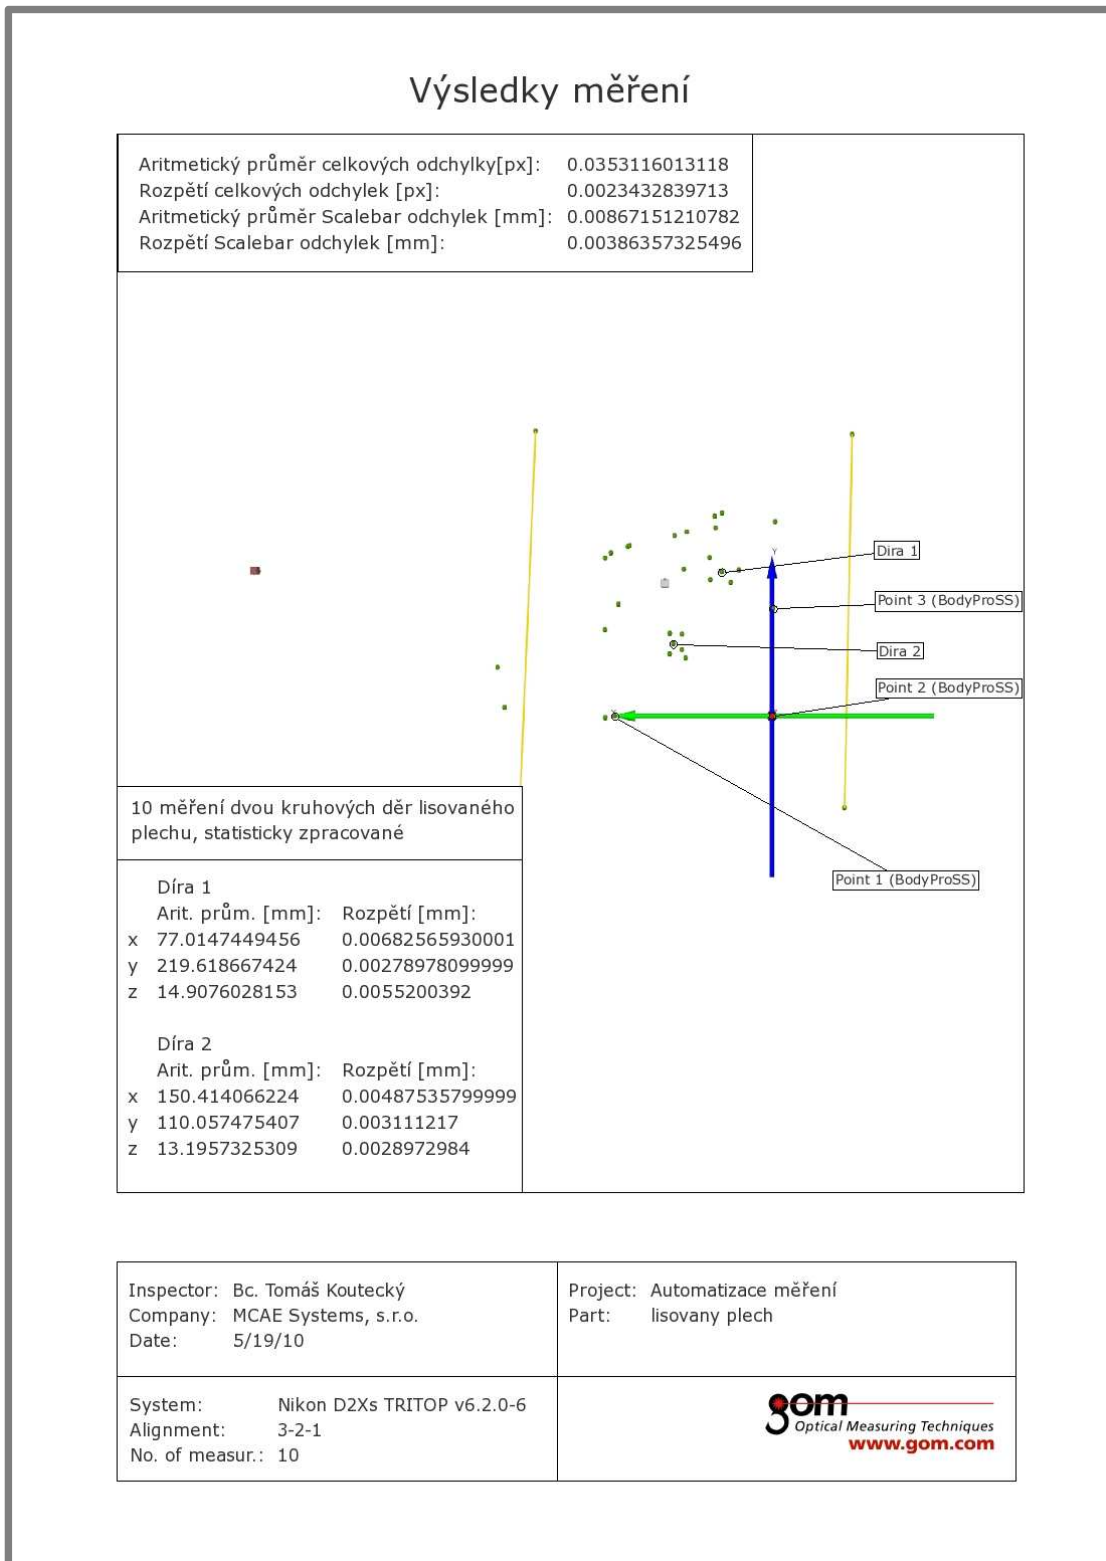 Výsledky měření
Aritmetický průměr celkových odchylky[px]: 0.0353116013118
Rozpětí celkových odchylek [px]: 0.0023432839713
Aritmetický průměr Scalebar odchylek [mm]: 0.00867151210782
Rozpětí Scalebar odchylek [mm]: 0.00386357325496
Y
Dira 1
Point 3 (BodyProSS)
Dira 2
Point 2 (BodyProSS)
Point 1 (BodyProSS)
10 měření dvou kruhových děr lisovaného
plechu, statisticky zpracované
Díra 1
Arit. prům. [mm]: Rozpětí [mm]:
x 77.0147449456 0.00682565930001
y 219.618667424 0.00278978099999
z 14.9076028153 0.0055200392
Díra 2
Arit. prům. [mm]: Rozpětí [mm]:
x 150.414066224 0.00487535799999
y 110.057475407 0.003111217
z 13.1957325309 0.0028972984
Inspector: Bc. Tomáš Koutecký
Company: MCAE Systems, s.r.o.
Date: 5/19/10
Project: Automatizace měření
Part: lisovany plech
System: Nikon D2Xs TRITOP v6.2.0-6
Alignment: 3-2-1
No. of measur.: 10
gom
Optical Measuring Techniques
www.gom.com